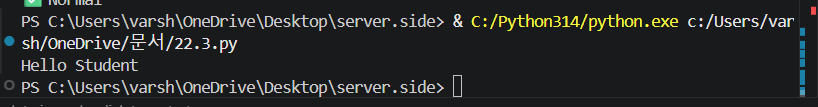 ✅ Normal
PS C:\Users\varsh\OneDrive\Desktop\server.side> & C:/Python314/python.exe c:/Users/var
sh/OneDrive/문서/22.3.py
Hello Student
PS C:\Users\varsh\OneDrive\Desktop\server.side>